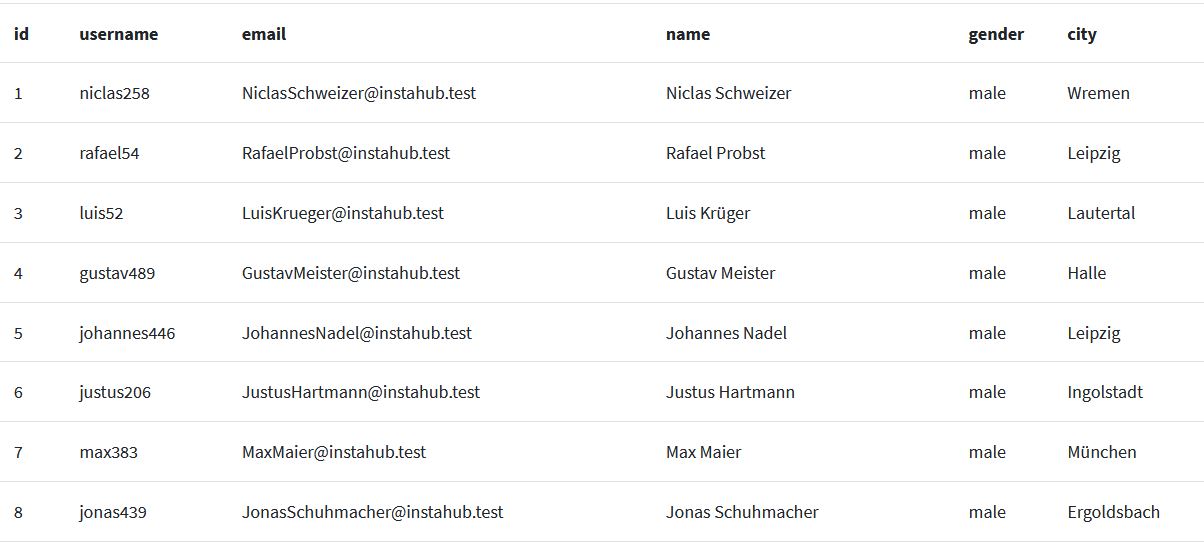 id username email name gender city
1 niclas258 NiclasSchweizer@instahub.test Niclas Schweizer male Wremen
2 rafael54 RafaelProbst@instahub.test Rafael Probst male Leipzig
3 luis52 LuisKrueger@instahub.test Luis Krüger male Lautertal
4 gustav489 GustavMeister@instahub.test Gustav Meister male Halle
5 johannes446 JohannesNadel@instahub.test Johannes Nadel male Leipzig
6 justus206 JustusHartmann@instahub.test Justus Hartmann male Ingolstadt
7 max383 MaxMaier@instahub.test Max Maier male München
8 jonas439 JonasSchuhmacher@instahub.test Jonas Schuhmacher male Ergoldsbach